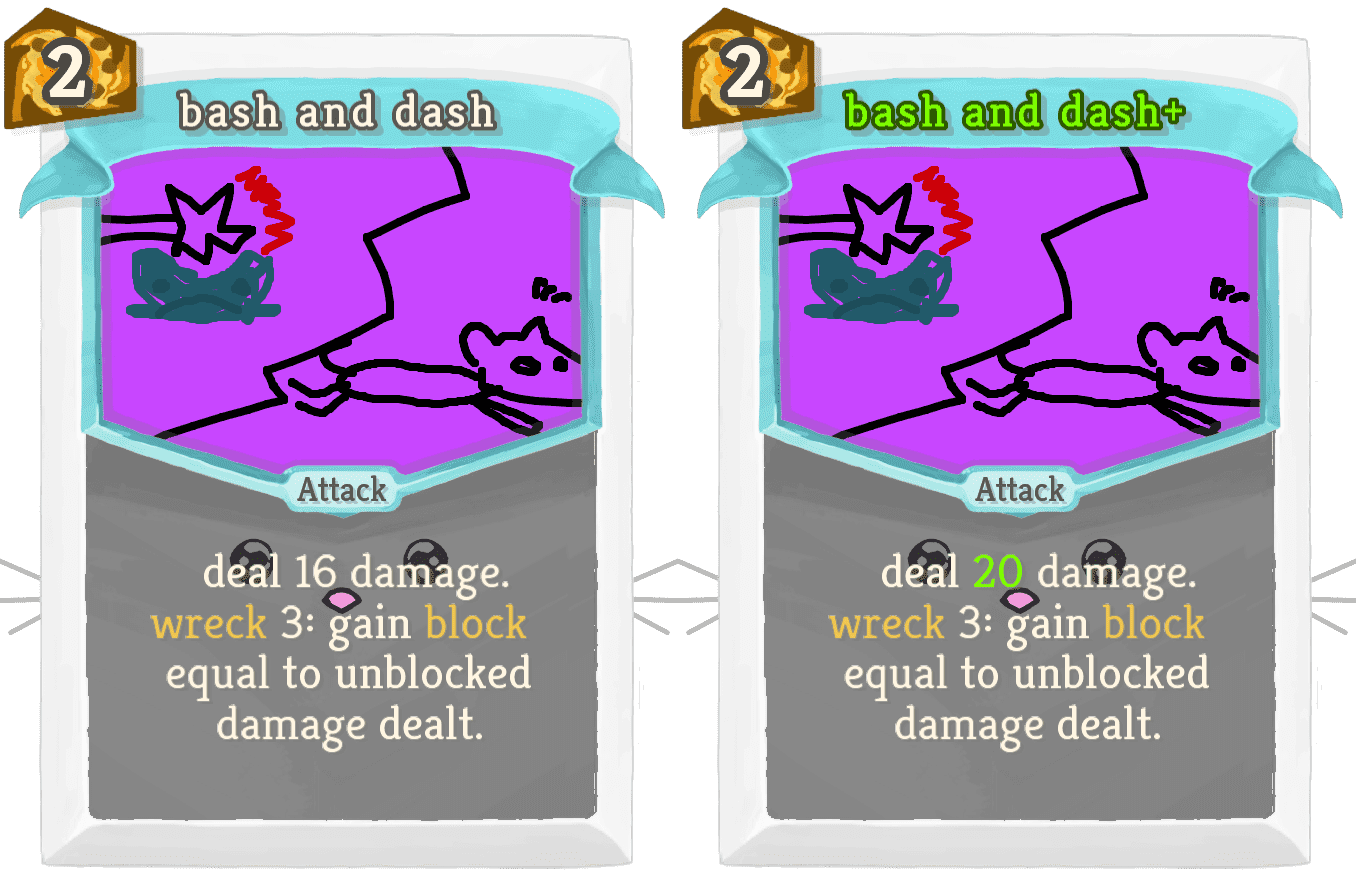 2
bash and dash
Attack
deal 16 damage.
wreck 3: gain block
equal to unblocked
damage dealt.
2
bash and dash+
Attack
deal 20 damage.
wreck 3: gain block
equal to unblocked
damage dealt.